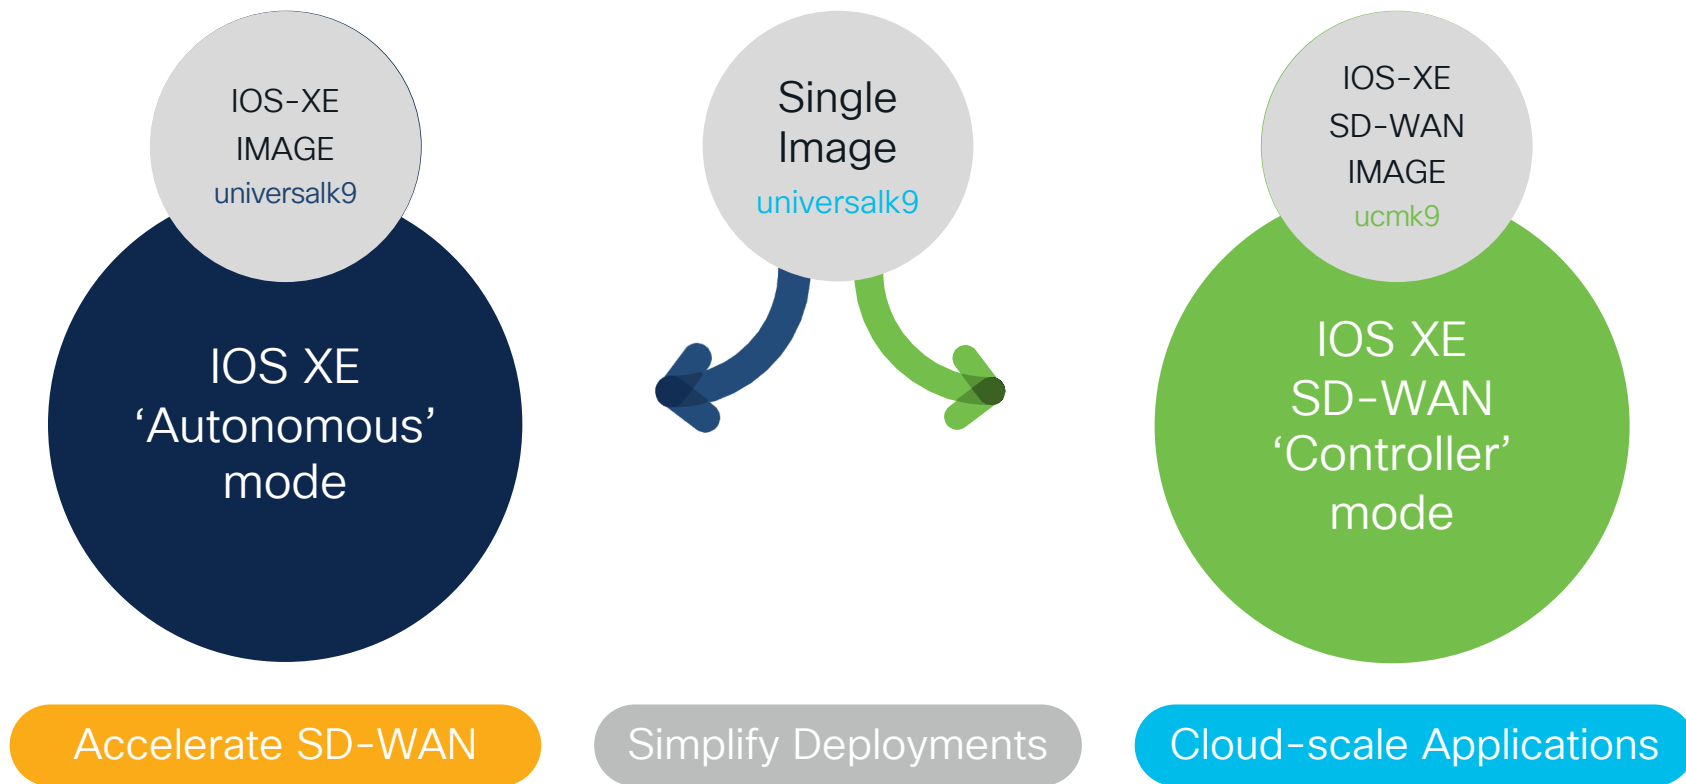 IOS-XE
IMAGE
universalk9
IOS XE
‘Autonomous’
mode
Single
Image
universalk9
IOS-XE
SD-WAN
IMAGE
ucmk9
IOS XE
SD-WAN
‘Controller’
mode
Accelerate SD-WAN
Simplify Deployments
Cloud-scale Applications